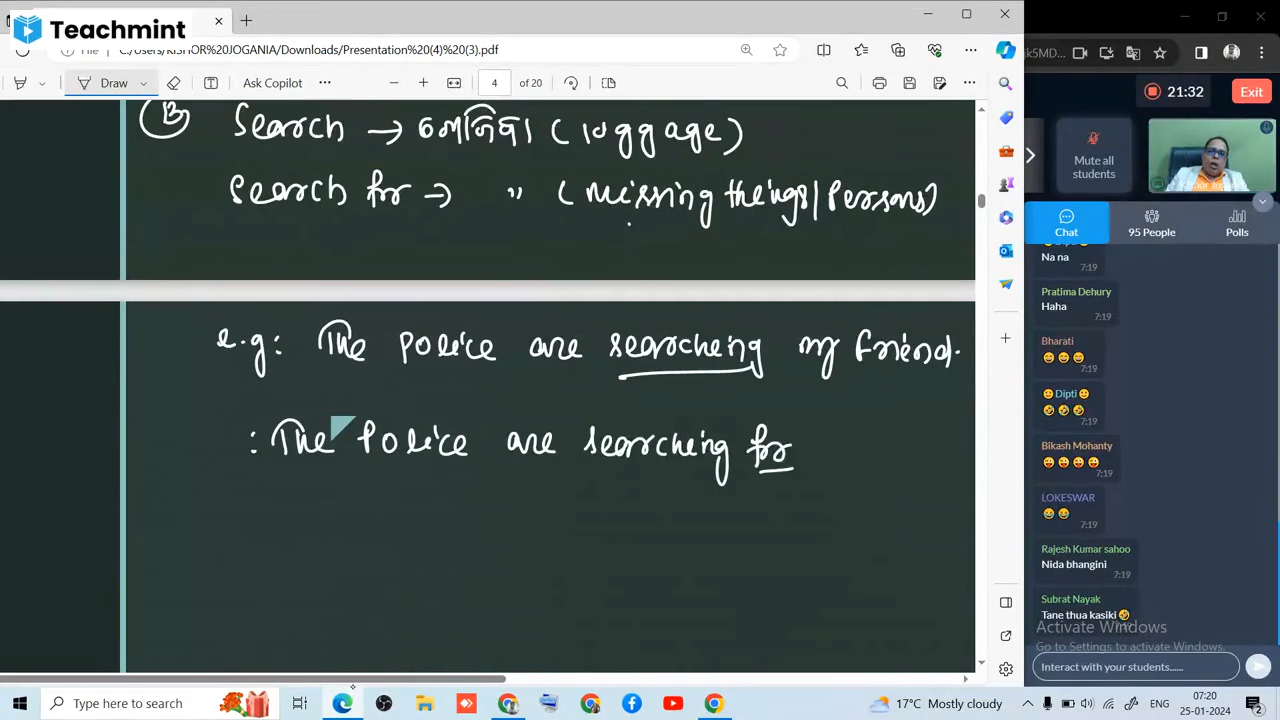 Teachmint
File
C:/Users/KISHOR%20JOGANIA/Downloads/Presentation%20(4)%20(3).pdf
Draw
Ask Copilot
4
of 20
B
Search → ଖୋଜିବା (luggage)
Search for → " (missing things/Persons)
e.g: The police are searching my friend.
: The Police are searching for
21:32
Exit
Mute all
students
Chat
95 People
Polls
Dipti
Na na
7:19
Pratima Dehury
Haha
7:19
Bharati
😀😀😀
7:19
😊Dipti😊
🤣🤣🤣
7:19
BIkash Mohanty
😀😀😀😀
7:19
LOKESWAR
😂😂
7:19
Rajesh Kumar sahoo
Nida bhangini
7:19
Subrat Nayak
Tane thua kasiki🤣
7:19
Activate Windows
Go to Settings to activate Windows.
Interact with your students......
Type here to search
17°C Mostly cloudy
ENG
07:20
25-01-2024
2